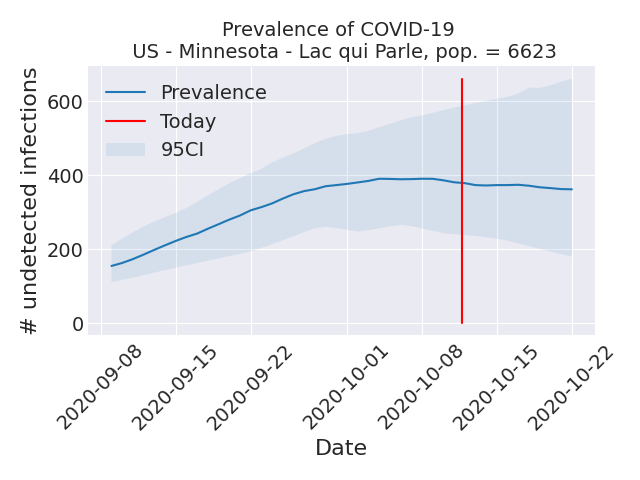 Prevalence of COVID-19
US - Minnesota - Lac qui Parle, pop. = 6623
# undetected infections
600
400
200
0
Prevalence
Today
95CI
2020-09-08
2020-09-15
2020-09-22
2020-10-01
2020-10-08
2020-10-15
2020-10-22
Date